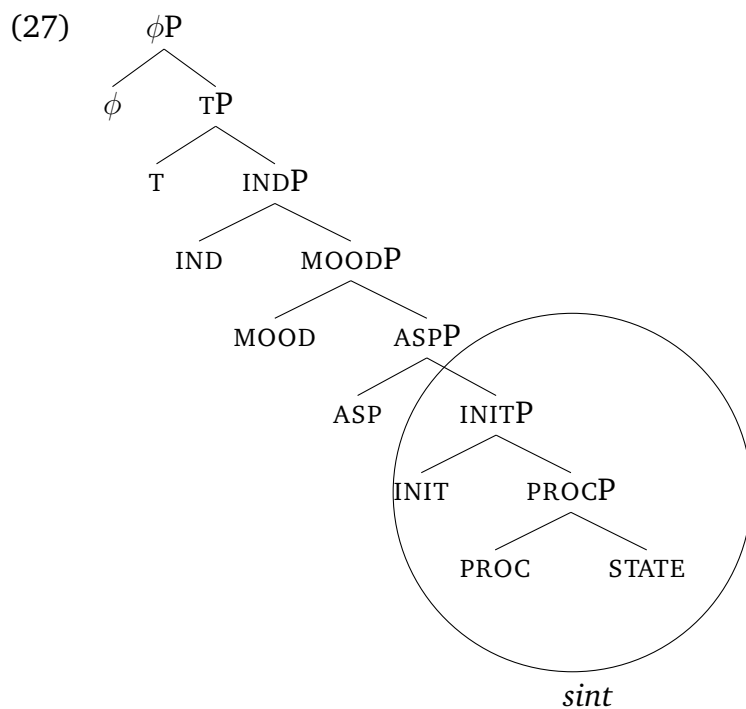 (27) ϕP
ϕ TP
T INDP
IND MOODP
MOOD ASPP
ASP INITP
INIT PROCP
PROC STATE
sint